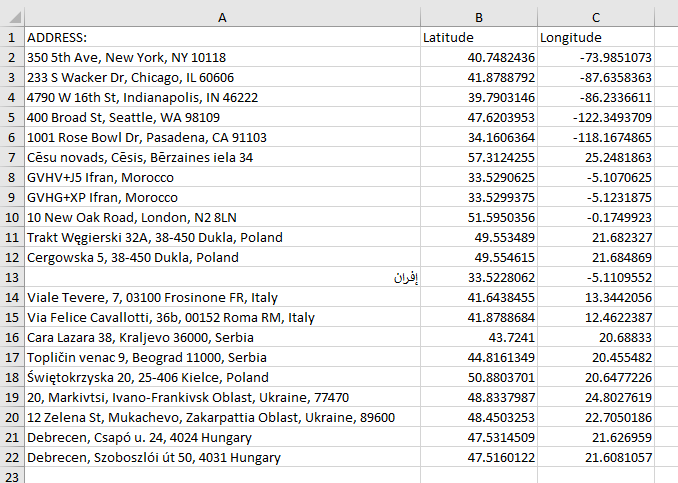 A B C
1 ADDRESS: Latitude Longitude
2 350 5th Ave, New York, NY 10118 40.7482436 -73.9851073
3 233 S Wacker Dr, Chicago, IL 60606 41.8788792 -87.6358363
4 4790 W 16th St, Indianapolis, IN 46222 39.7903146 -86.2336611
5 400 Broad St, Seattle, WA 98109 47.6203953 -122.3493709
6 1001 Rose Bowl Dr, Pasadena, CA 91103 34.1606364 -118.1674865
7 Cēsu novads, Cēsis, Bērzaines iela 34 57.3124255 25.2481863
8 GVHV+J5 Ifran, Morocco 33.5290625 -5.1070625
9 GVHG+XP Ifran, Morocco 33.5299375 -5.1231875
10 10 New Oak Road, London, N2 8LN 51.5950356 -0.1749923
11 Trakt Węgierski 32A, 38-450 Dukla, Poland 49.553489 21.682327
12 Cergowska 5, 38-450 Dukla, Poland 49.554615 21.684869
13 إفران 33.5228062 -5.1109552
14 Viale Tevere, 7, 03100 Frosinone FR, Italy 41.6438455 13.3442056
15 Via Felice Cavallotti, 36b, 00152 Roma RM, Italy 41.8788684 12.4622387
16 Cara Lazara 38, Kraljevo 36000, Serbia 43.7241 20.68833
17 Topličin venac 9, Beograd 11000, Serbia 44.8161349 20.455482
18 Świętokrzyska 20, 25-406 Kielce, Poland 50.8803701 20.6477226
19 20, Markivtsi, Ivano-Frankivsk Oblast, Ukraine, 77470 48.8337987 24.8027619
20 12 Zelena St, Mukachevo, Zakarpattia Oblast, Ukraine, 89600 48.4503253 22.7050186
21 Debrecen, Csapó u. 24, 4024 Hungary 47.5314509 21.626959
22 Debrecen, Szoboszlói út 50, 4031 Hungary 47.5160122 21.6081057
23